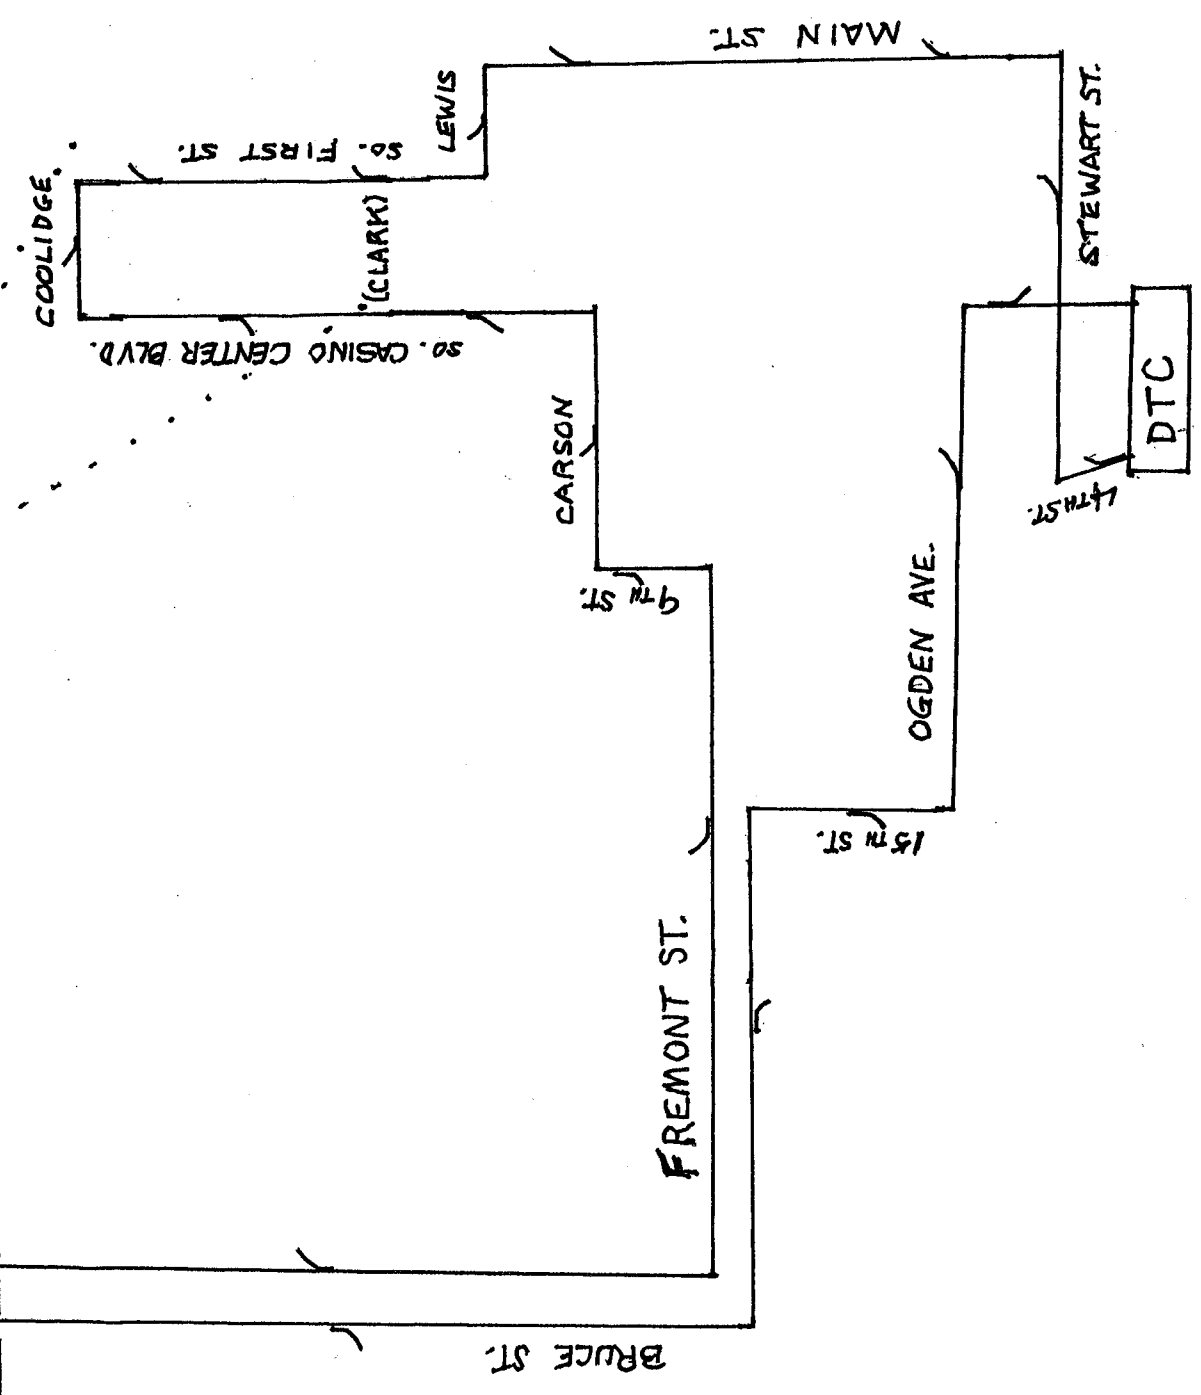 MAIN ST.
LEWIS
STEWART ST.
SO. FIRST ST.
COOLIDGE
(CLARK)
SO. CASINO CENTER BLVD.
DTC
CARSON
4TH ST.
9TH ST.
OGDEN AVE.
15TH ST.
FREMONT ST.
BRUCE ST.